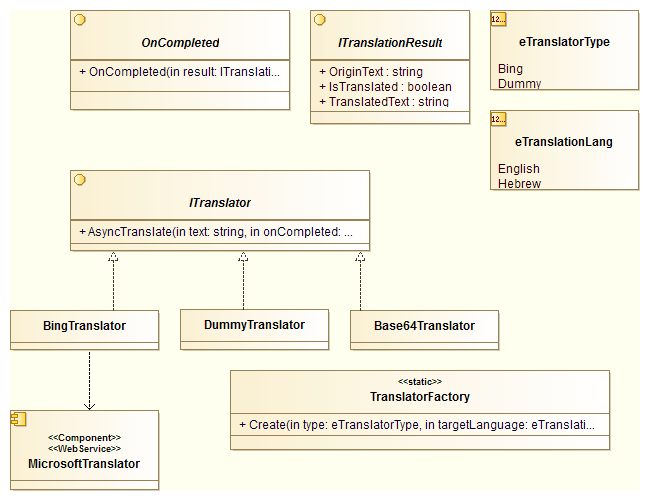 OnCompleted
+ OnCompleted(in result: ITranslati...
ITranslationResult
+ OriginText : string
+ IsTranslated : boolean
+ TranslatedText : string
12...
eTranslatorType
Bing
Dummy
12...
eTranslationLang
English
Hebrew
ITranslator
+ AsyncTranslate(in text: string, in onCompleted: ...
BingTranslator
DummyTranslator
Base64Translator
<<static>>
TranslatorFactory
+ Create(in type: eTranslatorType, in targetLanguage: eTranslati...
<<Component>>
<<WebService>>
MicrosoftTranslator